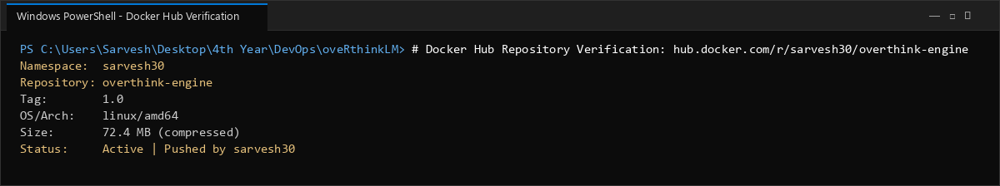 Windows PowerShell - Docker Hub Verification
PS C:\Users\Sarvesh\Desktop\4th Year\DevOps\oveRthinkLM> # Docker Hub Repository Verification: hub.docker.com/r/sarvesh30/overthink-engine
Namespace:  sarvesh30
Repository: overthink-engine
Tag:        1.0
OS/Arch:    linux/amd64
Size:       72.4 MB (compressed)
Status:     Active | Pushed by sarvesh30